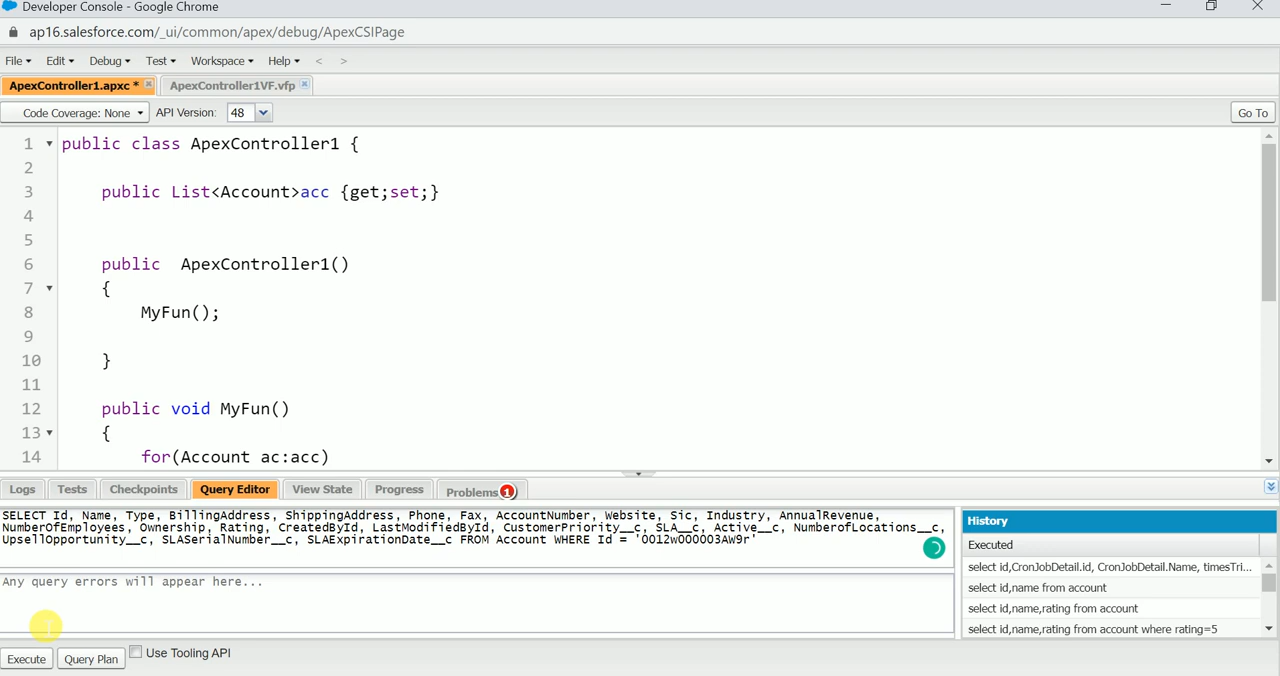 Developer Console - Google Chrome
ap16.salesforce.com/_ui/common/apex/debug/ApexCSIPage
File Edit Debug Test Workspace Help < >
ApexController1.apxc * ApexController1VF.vfp
Code Coverage: None API Version: 48 Go To
1 public class ApexController1 {
2
3 public List<Account>acc {get;set;}
4
5
6 public ApexController1()
7 {
8 MyFun();
9
10 }
11
12 public void MyFun()
13 {
14 for(Account ac:acc)
Logs Tests Checkpoints Query Editor View State Progress Problems 1
SELECT Id, Name, Type, BillingAddress, ShippingAddress, Phone, Fax, AccountNumber, Website, Sic, Industry, AnnualRevenue,
NumberOfEmployees, Ownership, Rating, CreatedById, LastModifiedById, CustomerPriority__c, SLA__c, Active__c, NumberofLocations__c,
UpsellOpportunity__c, SLASerialNumber__c, SLAExpirationDate__c FROM Account WHERE Id = '0012w000003AW9r'
Any query errors will appear here...
History
Executed
select id,CronJobDetail.id, CronJobDetail.Name, timesTri...
select id,name from account
select id,name,rating from account
select id,name,rating from account where rating=5
Execute Query Plan Use Tooling API